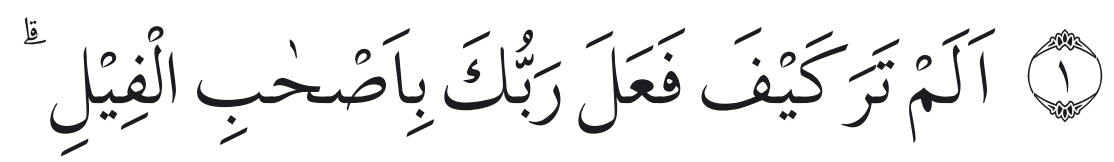 ١ اَلَمْ تَرَ كَيْفَ فَعَلَ رَبُّكَ بِاَصْحٰبِ الْفِيْلِ ۗ